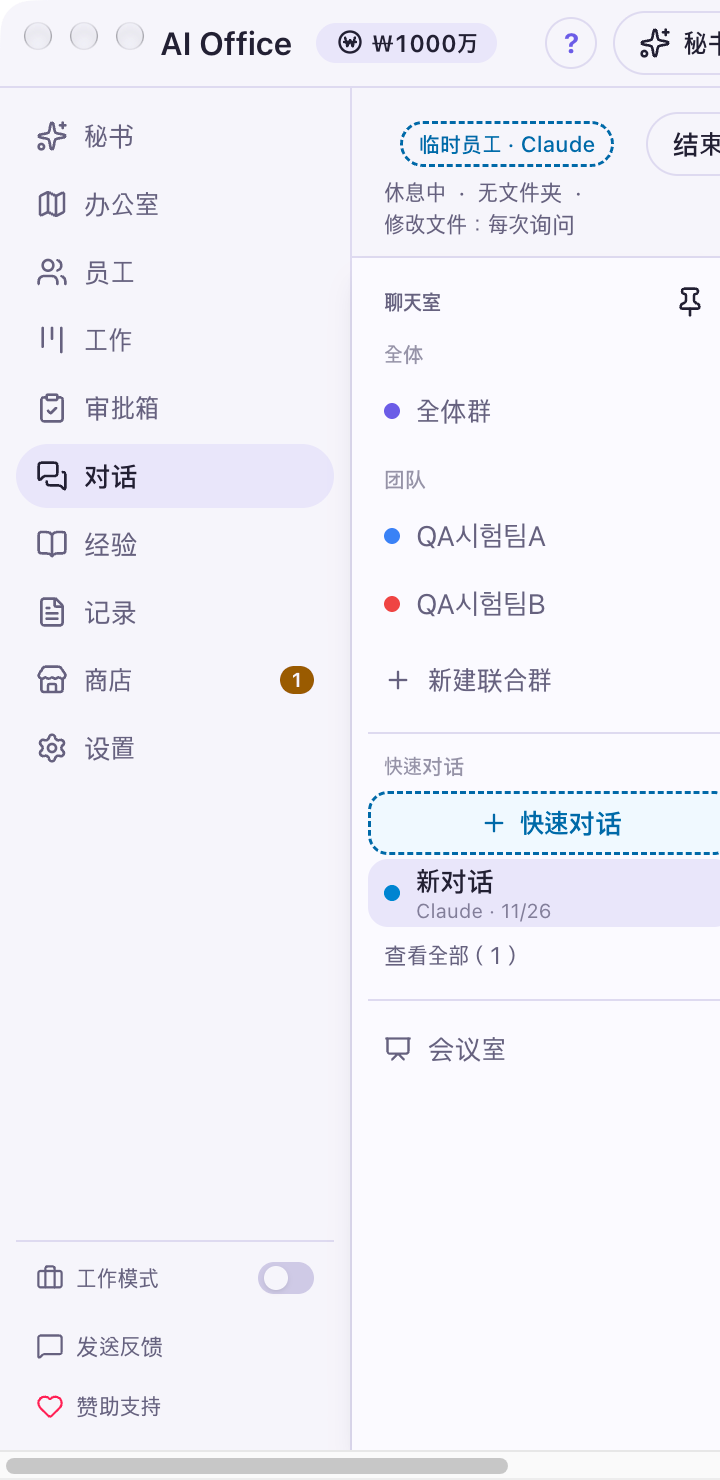 AI Office
₩1000万
?
秘书
办公室
员工
工作
审批箱
对话
经验
记录
商店
1
设置
工作模式
发送反馈
赞助支持
临时员工 · Claude
结束
休息中 · 无文件夹 ·
修改文件：每次询问
聊天室
全体
全体群
团队
QA시험팀A
QA시험팀B
新建联合群
快速对话
快速对话
新对话
Claude · 11/26
查看全部（1）
会议室